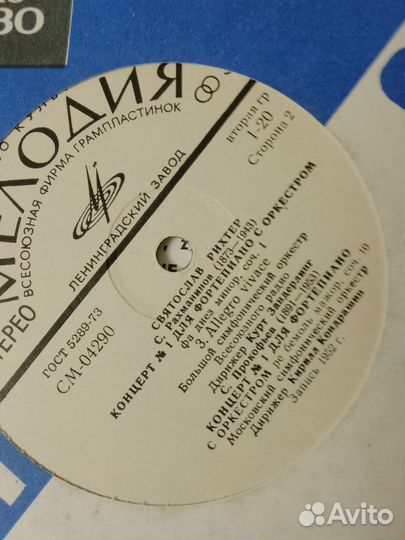 ВО
МЕЛОДИЯ
СТЕРЕО ВСЕСОЮЗНАЯ ФИРМА ГРАМПЛАСТИНОК
ЛЕНИНГРАДСКИЙ ЗАВОД
ГОСТ 5289-73
СМ-04290
вторая гр
1-20
Сторона 2
СВЯТОСЛАВ РИХТЕР
С. Рахманинов (1873—1943)
КОНЦЕРТ № 1 ДЛЯ ФОРТЕПИАНО С ОРКЕСТРОМ
фа диез минор, соч. 1
3. Allegro vivace
Большой симфонический оркестр
Всесоюзного радио
Дирижер Курт Зандерлинг
С. Прокофьев (1891—1953)
КОНЦЕРТ № 1 ДЛЯ ФОРТЕПИАНО
С ОРКЕСТРОМ ре бемоль мажор, соч. 10
Московский симфонический оркестр
Дирижер Кирилл Кондрашин
Запись 1952 г.
Avito